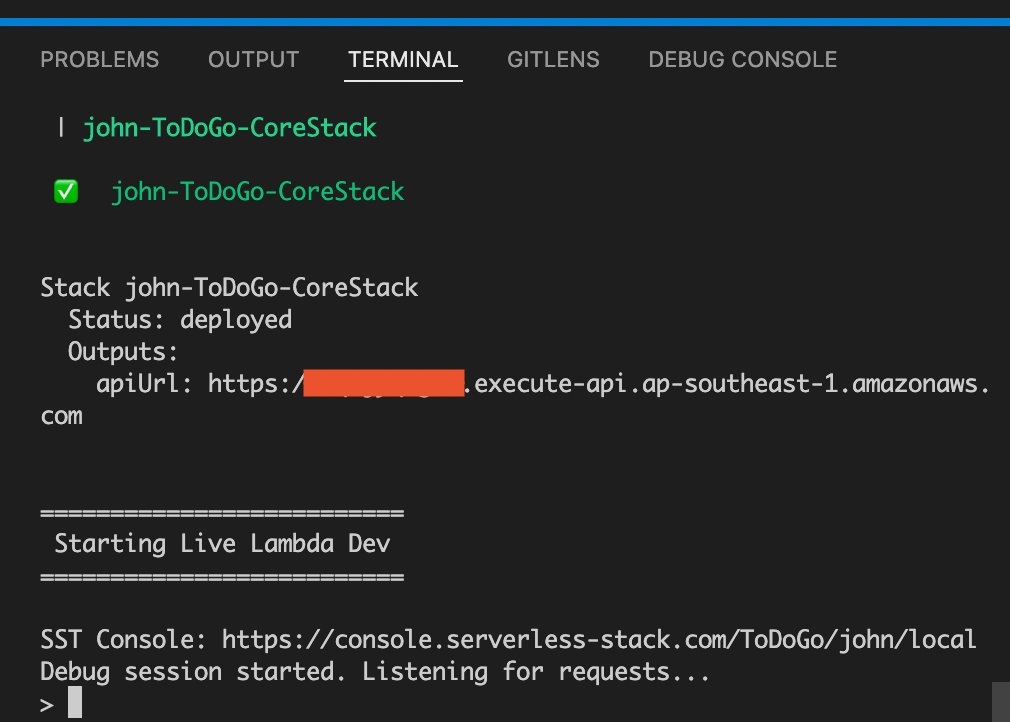 PROBLEMS OUTPUT TERMINAL GITLENS DEBUG CONSOLE
| john-ToDoGo-CoreStack
✅ john-ToDoGo-CoreStack
Stack john-ToDoGo-CoreStack
Status: deployed
Outputs:
apiUrl: https:/ .execute-api.ap-southeast-1.amazonaws.
com
==========================
Starting Live Lambda Dev
==========================
SST Console: https://console.serverless-stack.com/ToDoGo/john/local
Debug session started. Listening for requests...
>